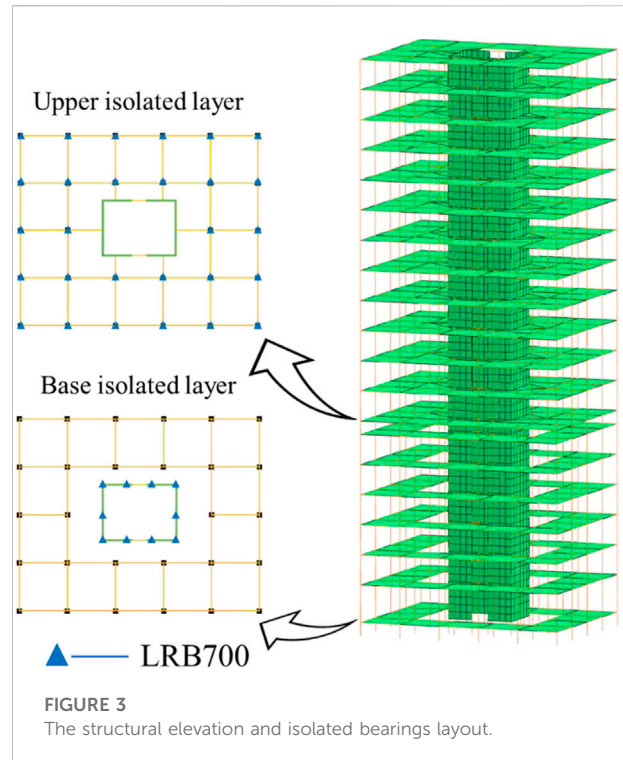 Upper isolated layer
Base isolated layer
LRB700
FIGURE 3
The structural elevation and isolated bearings layout.